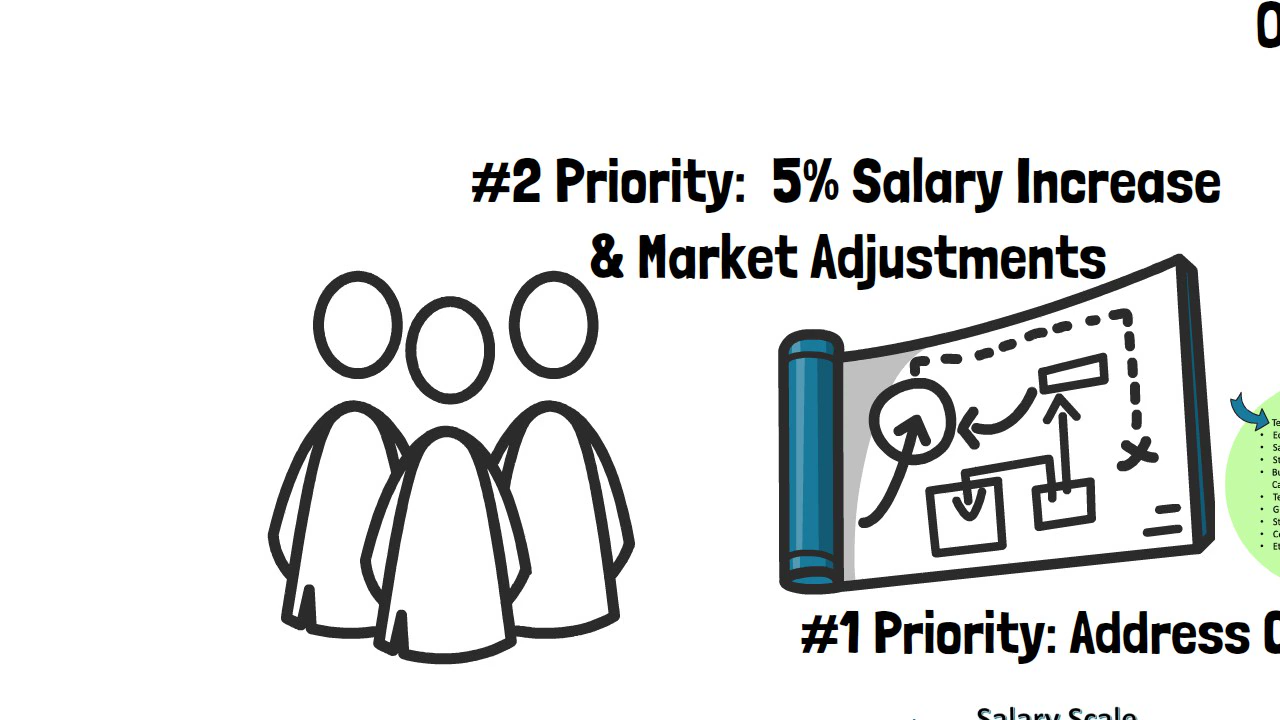 #2 Priority: 5% Salary Increase
& Market Adjustments
#1 Priority: Address
Salary Scale